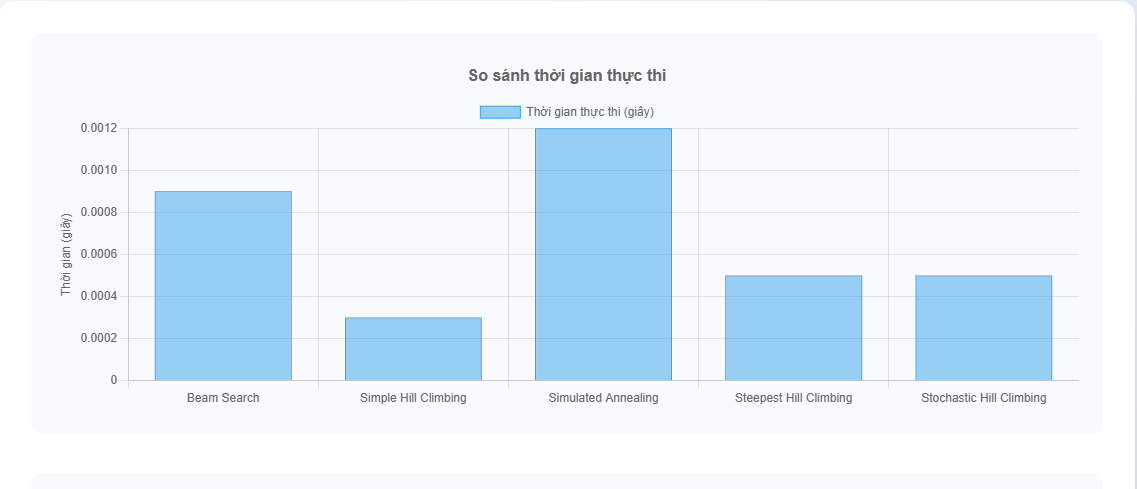 So sánh thời gian thực thi
Thời gian thực thi (giây)
Thời gian (giây)
0.0012
0.0010
0.0008
0.0006
0.0004
0.0002
0
Beam Search
Simple Hill Climbing
Simulated Annealing
Steepest Hill Climbing
Stochastic Hill Climbing